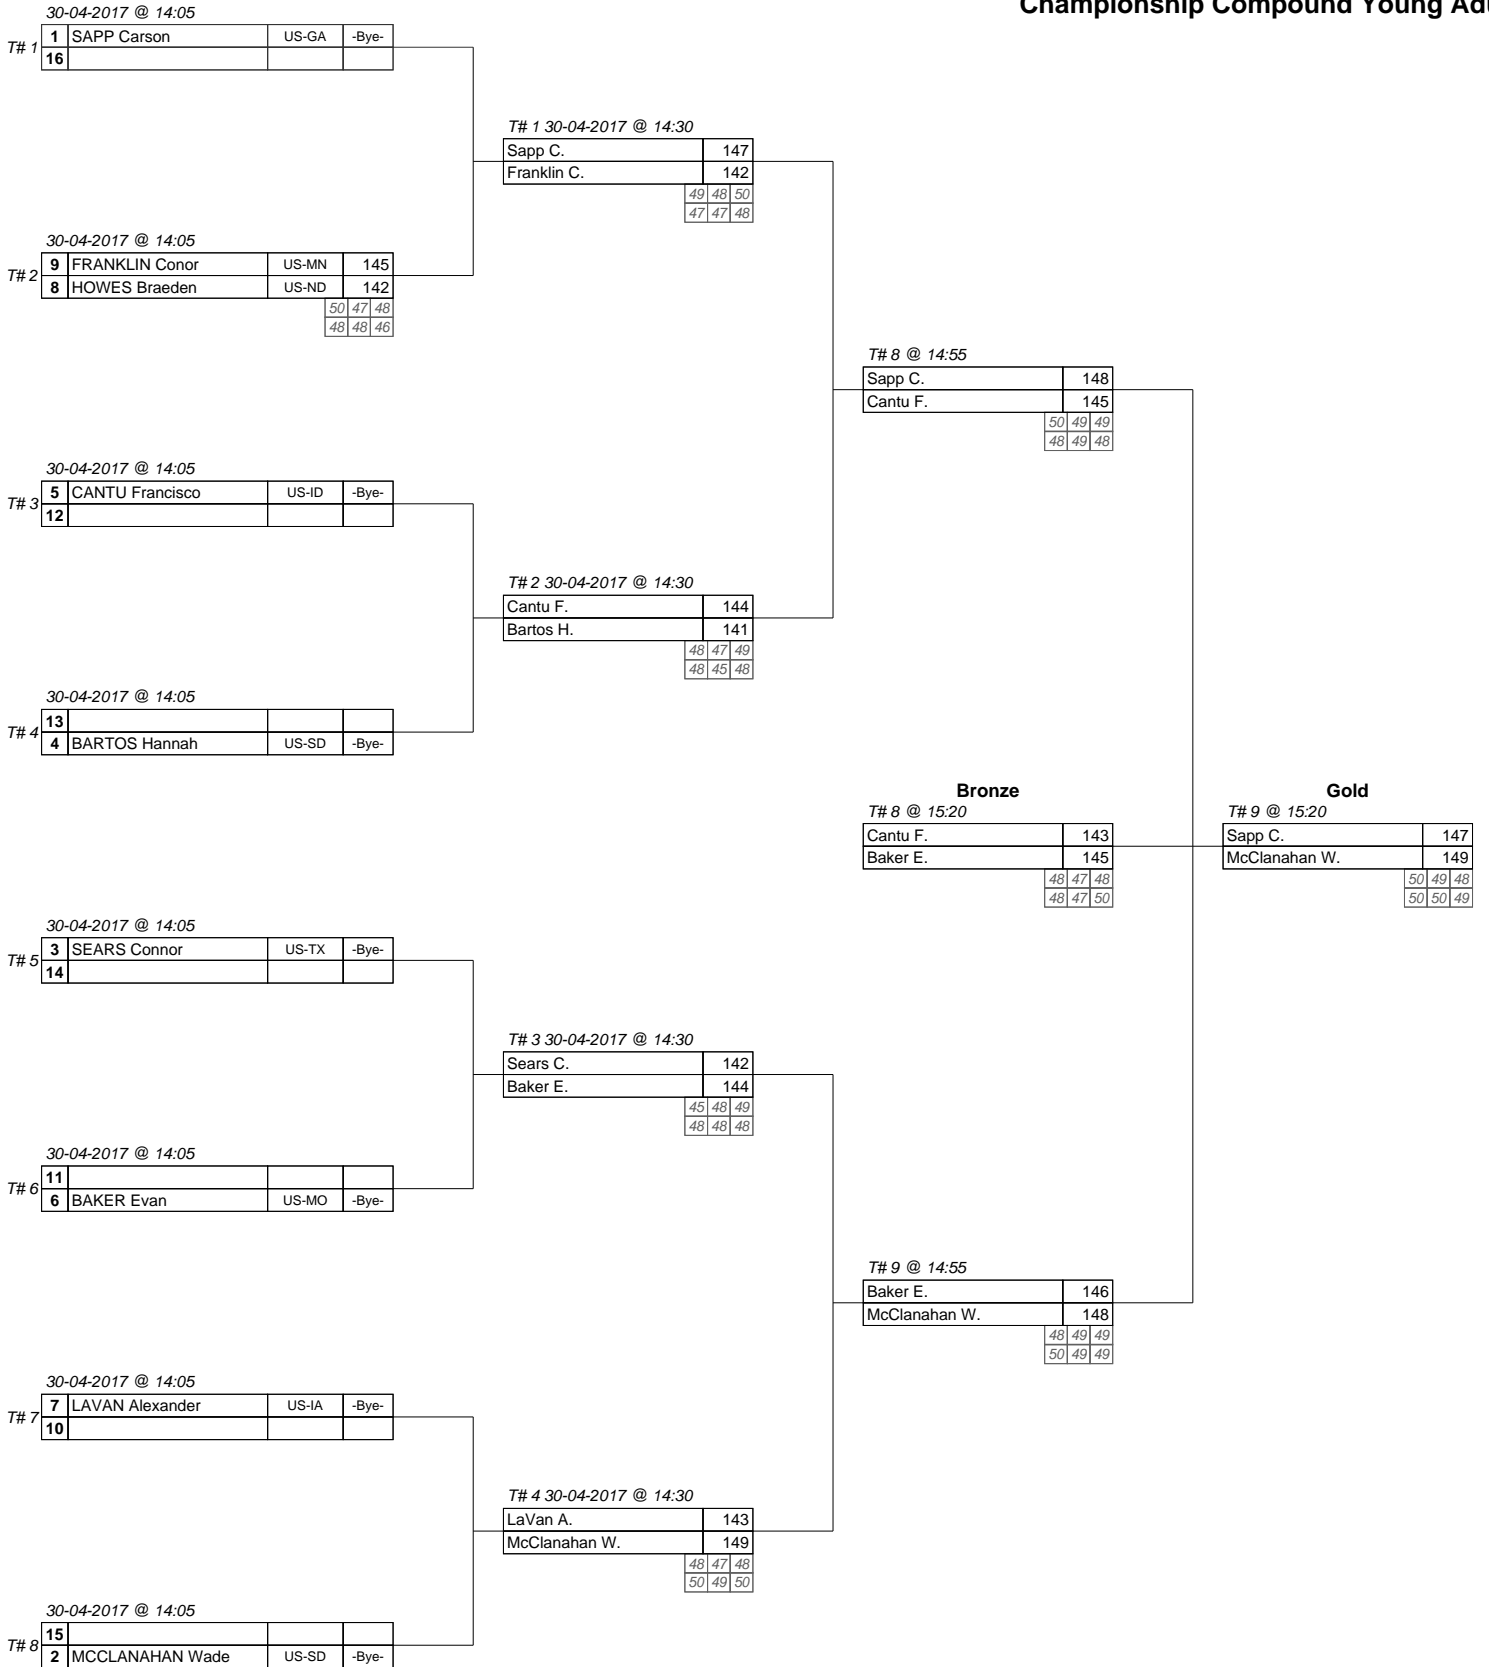 Championship Compound Young Adu
30-04-2017 @ 14:05
T# 1
1 SAPP Carson US-GA -Bye-
16
T# 1 30-04-2017 @ 14:30
Sapp C. 147
Franklin C. 142
49 48 50
47 47 48
30-04-2017 @ 14:05
T# 2
9 FRANKLIN Conor US-MN 145
8 HOWES Braeden US-ND 142
50 47 48
48 48 46
T# 8 @ 14:55
Sapp C. 148
Cantu F. 145
50 49 49
48 49 48
30-04-2017 @ 14:05
T# 3
5 CANTU Francisco US-ID -Bye-
12
T# 2 30-04-2017 @ 14:30
Cantu F. 144
Bartos H. 141
48 47 49
48 45 48
30-04-2017 @ 14:05
T# 4
13
4 BARTOS Hannah US-SD -Bye-
Bronze
T# 8 @ 15:20
Cantu F. 143
Baker E. 145
48 47 48
48 47 50
Gold
T# 9 @ 15:20
Sapp C. 147
McClanahan W. 149
50 49 48
50 50 49
30-04-2017 @ 14:05
T# 5
3 SEARS Connor US-TX -Bye-
14
T# 3 30-04-2017 @ 14:30
Sears C. 142
Baker E. 144
45 48 49
48 48 48
30-04-2017 @ 14:05
T# 6
11
6 BAKER Evan US-MO -Bye-
T# 9 @ 14:55
Baker E. 146
McClanahan W. 148
48 49 49
50 49 49
30-04-2017 @ 14:05
T# 7
7 LAVAN Alexander US-IA -Bye-
10
T# 4 30-04-2017 @ 14:30
LaVan A. 143
McClanahan W. 149
48 47 48
50 49 50
30-04-2017 @ 14:05
T# 8
15
2 MCCLANAHAN Wade US-SD -Bye-